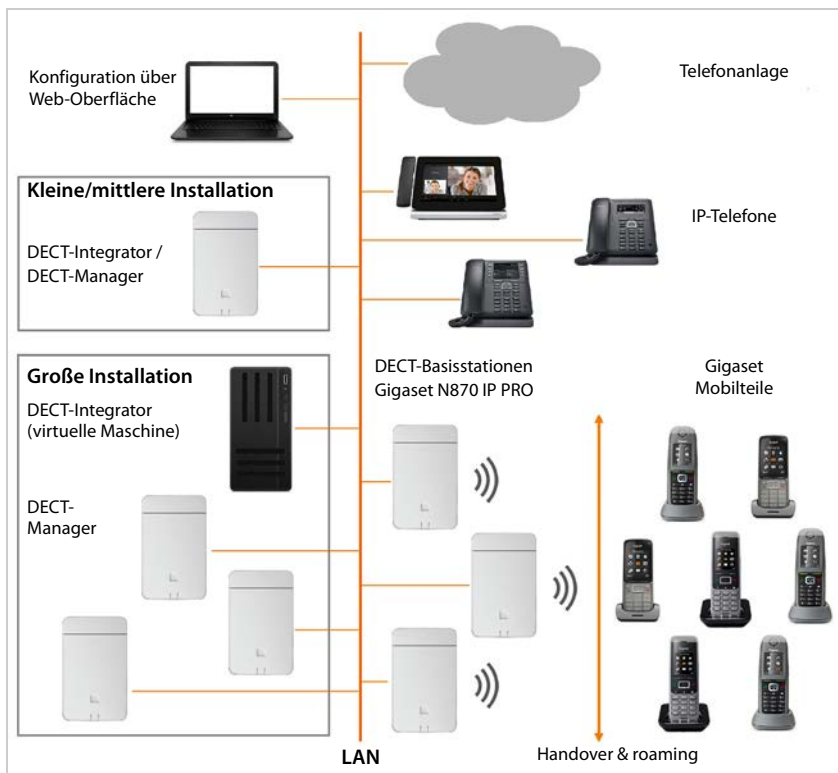 Konfiguration über
Web-Oberfläche
Telefonanlage
Kleine/mittlere Installation
DECT-Integrator /
DECT-Manager
IP-Telefone
Große Installation
DECT-Integrator
(virtuelle Maschine)
DECT-
Manager
DECT-Basisstationen
Gigaset N870 IP PRO
Gigaset
Mobilteile
LAN
Handover & roaming